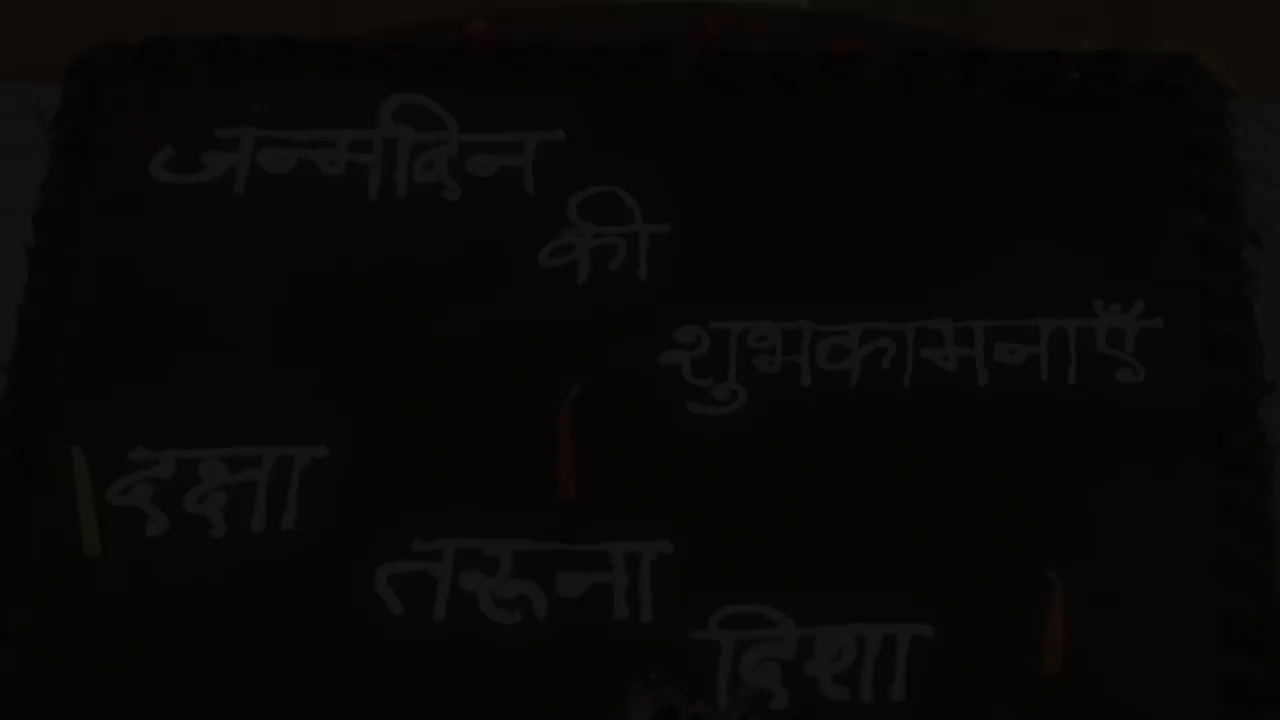 जन्मदिन
की
शुभकामनाएँ
दक्षा
तरूना
दिशा